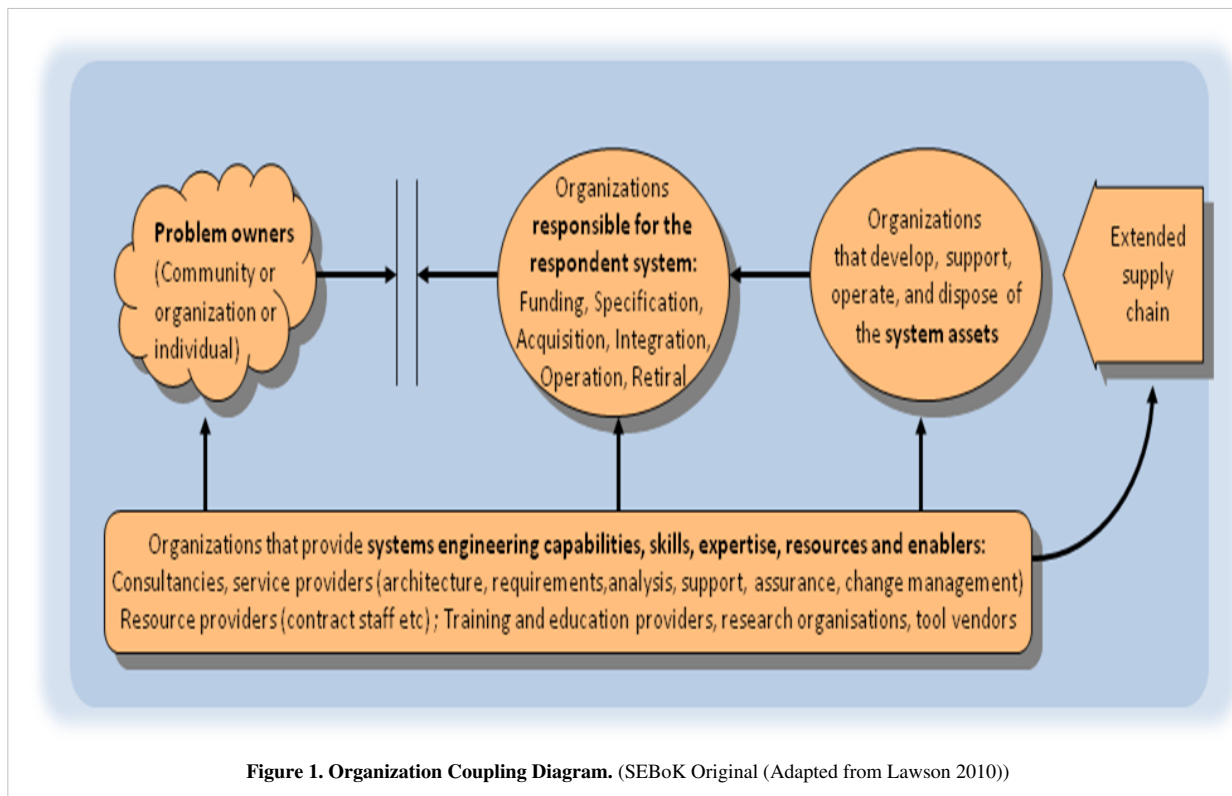 Problem owners
(Community or
organization or
individual)
Organizations
responsible for the
respondent system:
Funding, Specification,
Acquisition, Integration,
Operation, Retiral
Organizations
that develop, support,
operate, and dispose of
the system assets
Extended
supply
chain
Organizations that provide systems engineering capabilities, skills, expertise, resources and enablers:
Consultancies, service providers (architecture, requirements,analysis, support, assurance, change management)
Resource providers (contract staff etc) ; Training and education providers, research organisations, tool vendors
Figure 1. Organization Coupling Diagram. (SEBoK Original (Adapted from Lawson 2010))